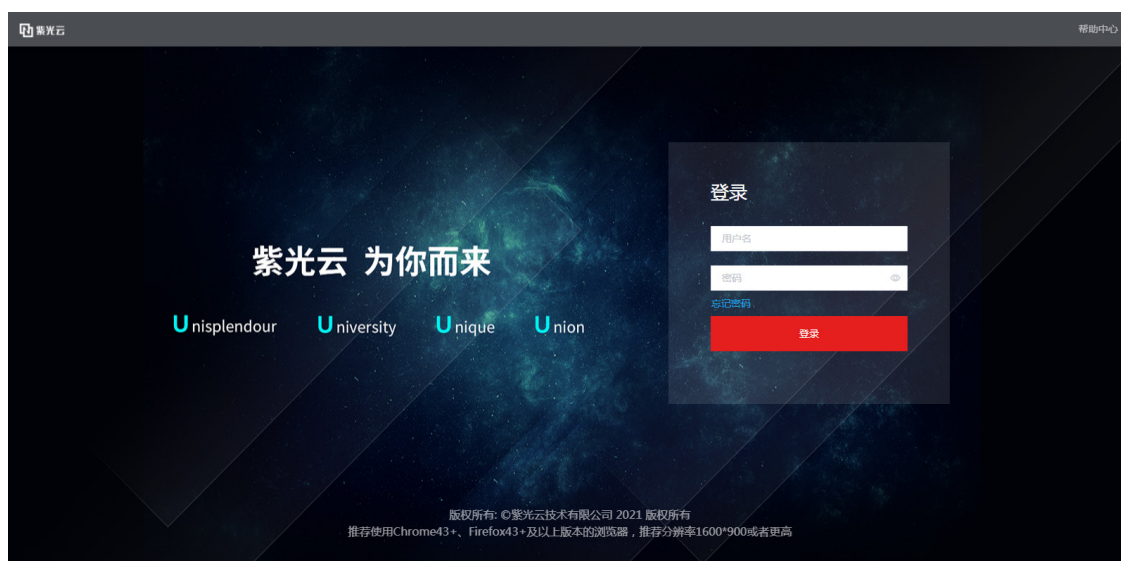 紫光云
帮助中心
登录
用户名
紫光云 为你而来
密码
忘记密码
Unisplendour University Unique Union
登录
版权所有: ©紫光云技术有限公司 2021 版权所有
推荐使用Chrome43+、Firefox43+及以上版本的浏览器，推荐分辨率1600*900或者更高